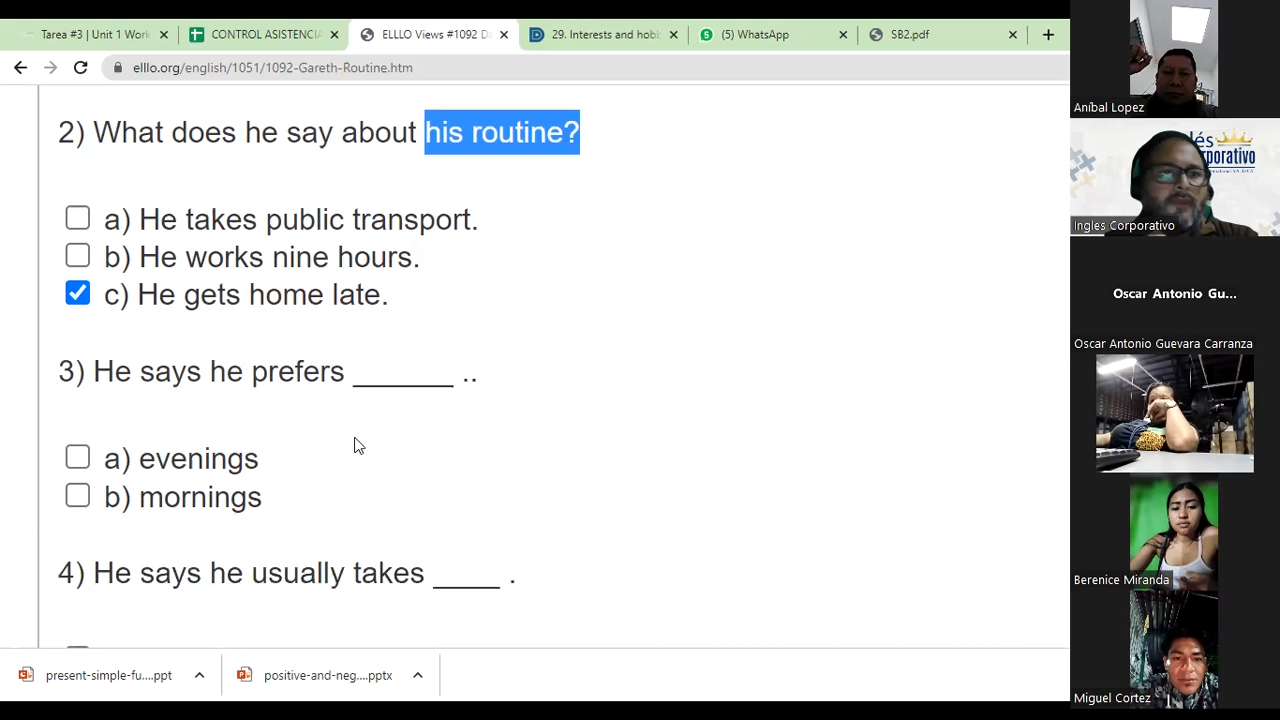 Tarea #3 | Unit 1 Work
CONTROL ASISTENCIA
ELLLO Views #1092 D
29. Interests and hobb
(5) WhatsApp
SB2.pdf
elllo.org/english/1051/1092-Gareth-Routine.htm
2) What does he say about his routine?
a) He takes public transport.
b) He works nine hours.
c) He gets home late.
3) He says he prefers _______ ..
a) evenings
b) mornings
4) He says he usually takes _____ .
present-simple-fu....ppt
positive-and-neg....pptx
Aníbal Lopez
Ingles Corporativo
Oscar Antonio Gu...
Oscar Antonio Guevara Carranza
Berenice Miranda
Miguel Cortez